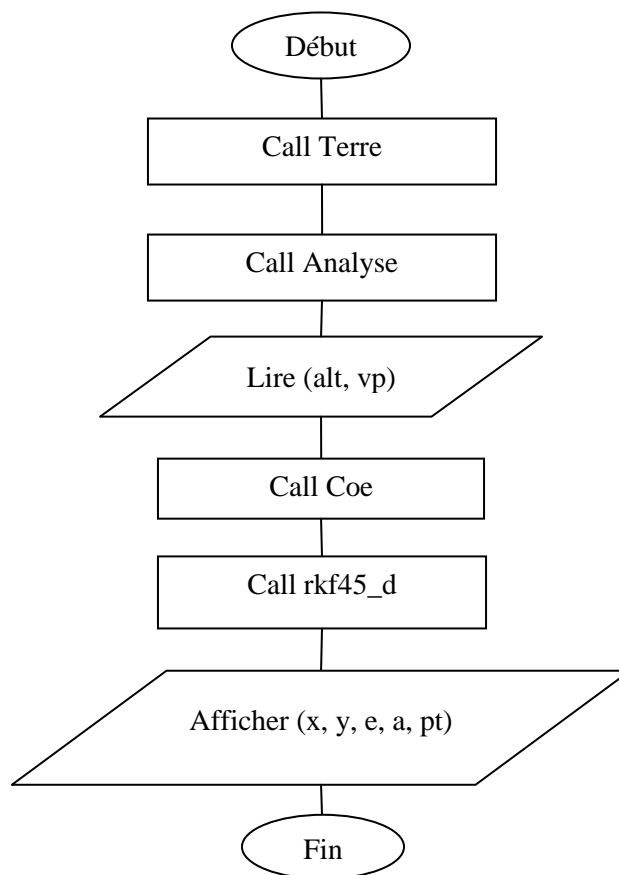 Début
Call Terre
Call Analyse
Lire (alt, vp)
Call Coe
Call rkf45_d
Afficher (x, y, e, a, pt)
Fin